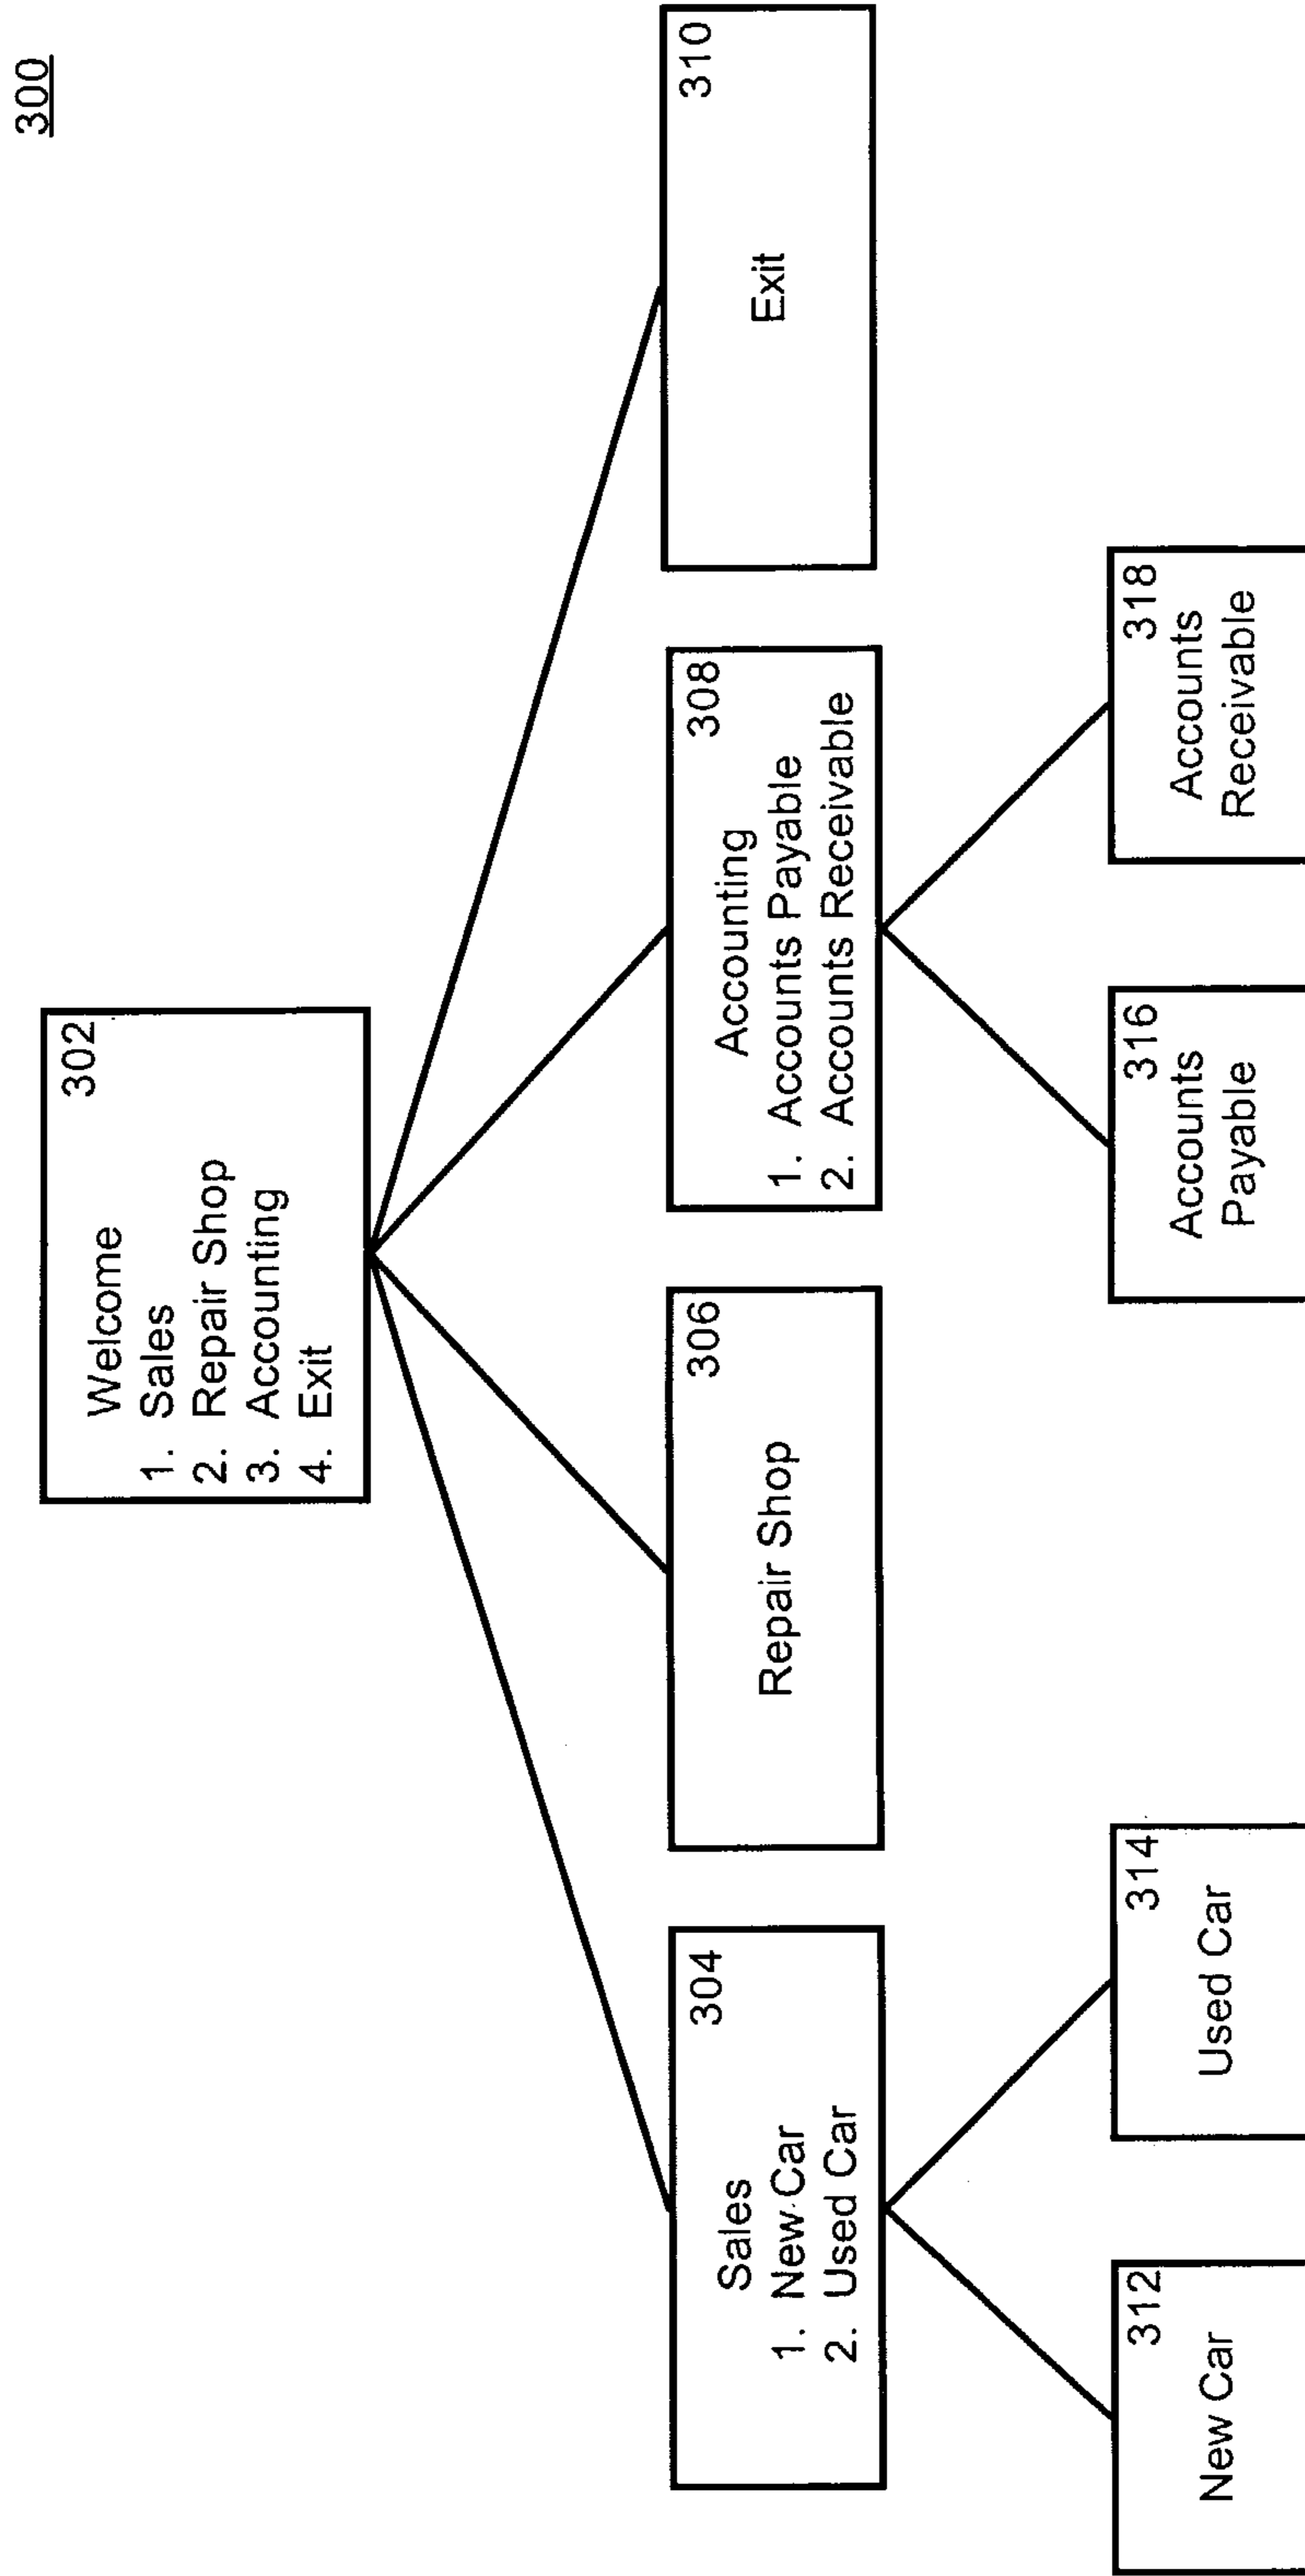 300
302
Welcome
1. Sales
2. Repair Shop
3. Accounting
4. Exit
304
Sales
1. New Car
2. Used Car
306
Repair Shop
308
Accounting
1. Accounts Payable
2. Accounts Receivable
310
Exit
312
New Car
314
Used Car
316
Accounts
Payable
318
Accounts
Receivable